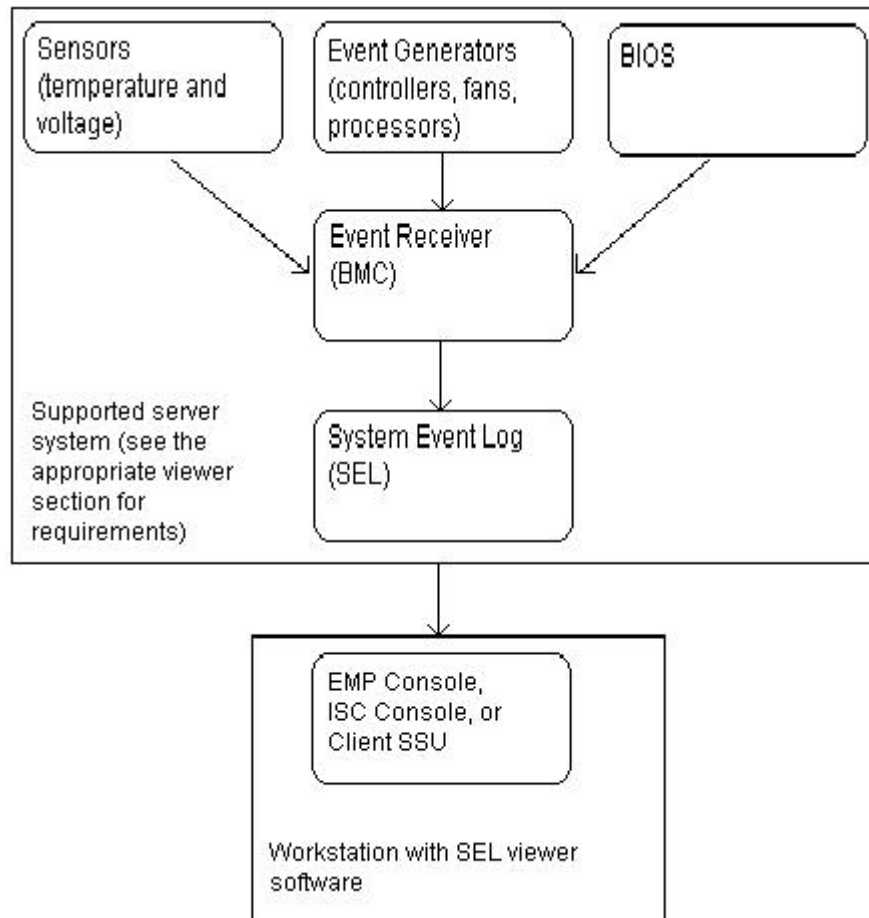 Sensors
(temperature and
voltage)
Event Generators
(controllers, fans,
processors)
BIOS
Event Receiver
(BMC)
Supported server
system (see the
appropriate viewer
section for
requirements)
System Event Log
(SEL)
EMP Console,
ISC Console, or
Client SSU
Workstation with SEL viewer
software